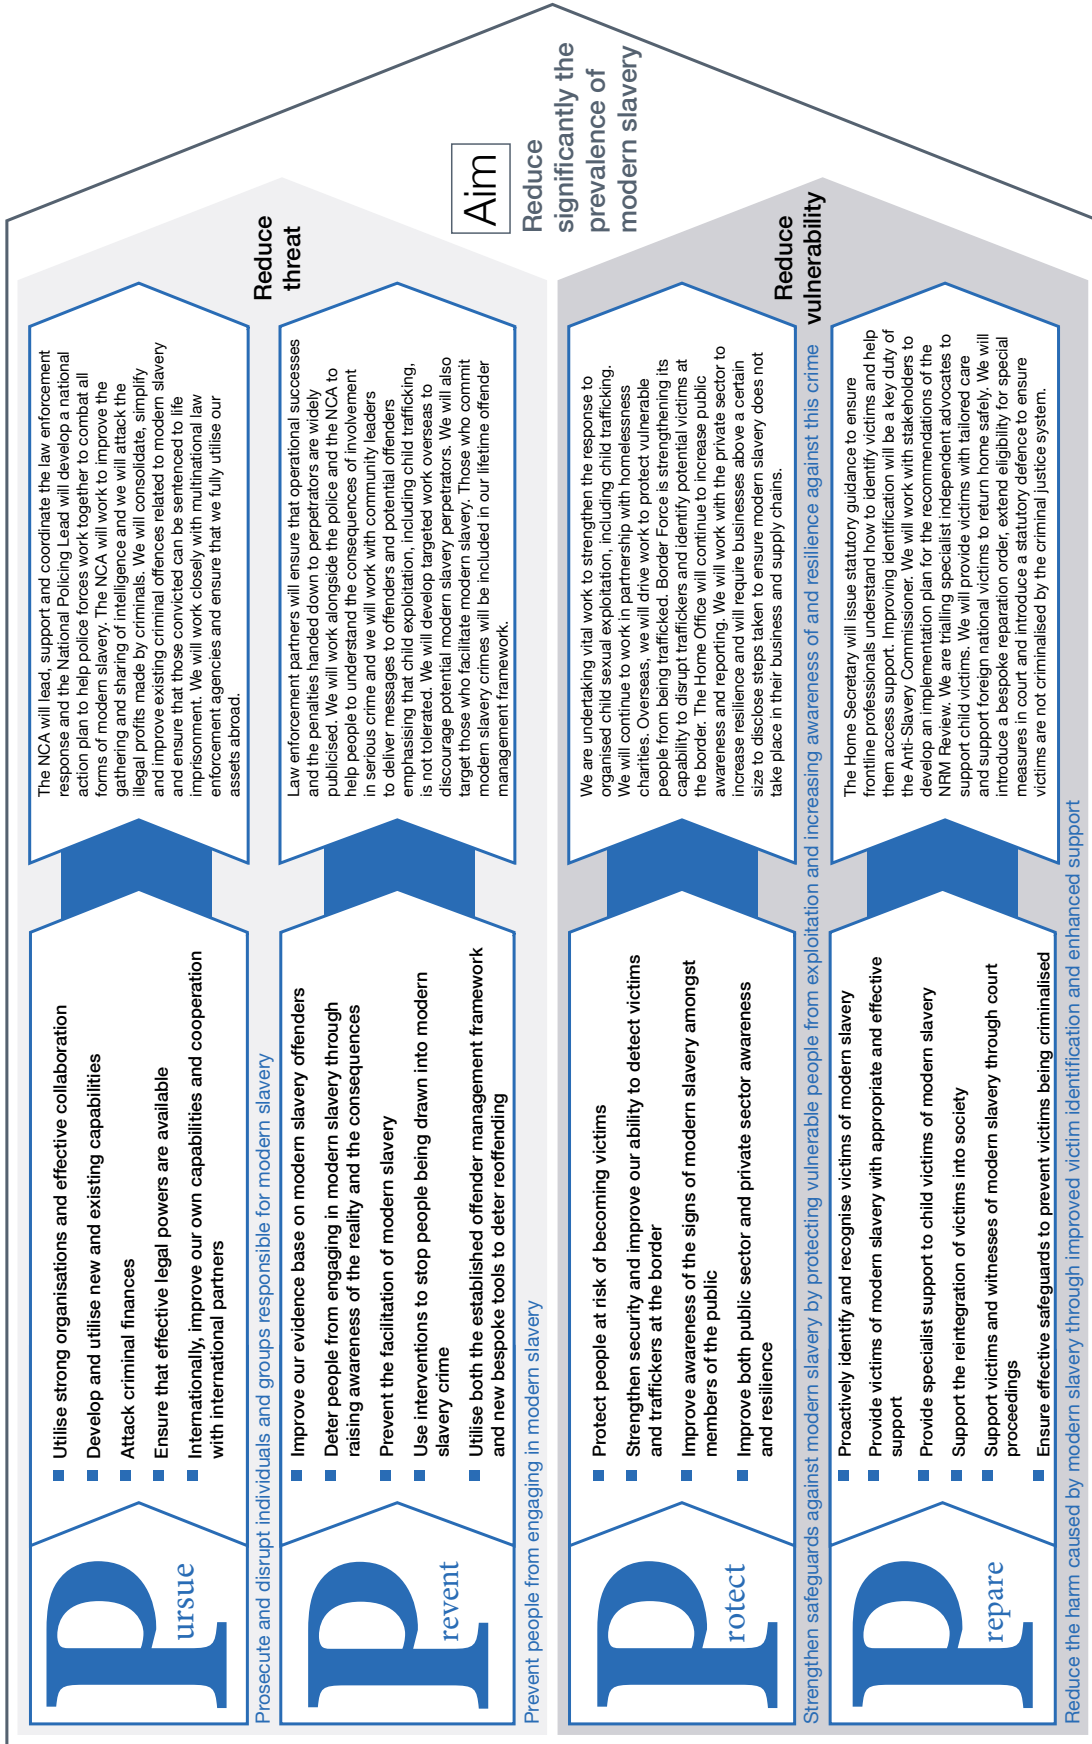 Pursue
Utilise strong organisations and effective collaboration
Develop and utilise new and existing capabilities
Attack criminal finances
Ensure that effective legal powers are available
Internationally, improve our own capabilities and cooperation
with international partners
The NCA will lead, support and coordinate the law enforcement
response and the National Policing Lead will develop a national
action plan to help police forces work together to combat all
forms of modern slavery. The NCA will work to improve the
gathering and sharing of intelligence and we will attack the
illegal profits made by criminals. We will consolidate, simplify
and improve existing criminal offences related to modern slavery
and ensure that those convicted can be sentenced to life
imprisonment. We will work closely with multinational law
enforcement agencies and ensure that we fully utilise our
assets abroad.
Prosecute and disrupt individuals and groups responsible for modern slavery
Prevent
Improve our evidence base on modern slavery offenders
Deter people from engaging in modern slavery through
raising awareness of the reality and the consequences
Prevent the facilitation of modern slavery
Use interventions to stop people being drawn into modern
slavery crime
Utilise both the established offender management framework
and new bespoke tools to deter reoffending
Law enforcement partners will ensure that operational successes
and the penalties handed down to perpetrators are widely
publicised. We will work alongside the police and the NCA to
help people to understand the consequences of involvement
in serious crime and we will work with community leaders
to deliver messages to offenders and potential offenders
emphasising that child exploitation, including child trafficking,
is not tolerated. We will develop targeted work overseas to
discourage potential modern slavery perpetrators. We will also
target those who facilitate modern slavery. Those who commit
modern slavery crimes will be included in our lifetime offender
management framework.
Prevent people from engaging in modern slavery
Reduce
threat
Aim
Reduce
significantly the
prevalence of
modern slavery
Protect
Protect people at risk of becoming victims
Strengthen security and improve our ability to detect victims
and traffickers at the border
Improve awareness of the signs of modern slavery amongst
members of the public
Improve both public sector and private sector awareness
and resilience
We are undertaking vital work to strengthen the response to
organised child sexual exploitation, including child trafficking.
We will continue to work in partnership with homelessness
charities. Overseas, we will drive work to protect vulnerable
people from being trafficked. Border Force is strengthening its
capability to disrupt traffickers and identify potential victims at
the border. The Home Office will continue to increase public
awareness and reporting. We will work with the private sector to
increase resilience and will require businesses above a certain
size to disclose steps taken to ensure modern slavery does not
take place in their business and supply chains.
Strengthen safeguards against modern slavery by protecting vulnerable people from exploitation and increasing awareness of and resilience against this crime
Prepare
Proactively identify and recognise victims of modern slavery
Provide victims of modern slavery with appropriate and effective
support
Provide specialist support to child victims of modern slavery
Support the reintegration of victims into society
Support victims and witnesses of modern slavery through court
proceedings
Ensure effective safeguards to prevent victims being criminalised
The Home Secretary will issue statutory guidance to ensure
frontline professionals understand how to identify victims and help
them access support. Improving identification will be a key duty of
the Anti-Slavery Commissioner. We will work with stakeholders to
develop an implementation plan for the recommendations of the
NRM Review. We are trialling specialist independent advocates to
support child victims. We will provide victims with tailored care
and support foreign national victims to return home safely. We will
introduce a bespoke reparation order, extend eligibility for special
measures in court and introduce a statutory defence to ensure
victims are not criminalised by the criminal justice system.
Reduce the harm caused by modern slavery through improved victim identification and enhanced support
Reduce
vulnerability